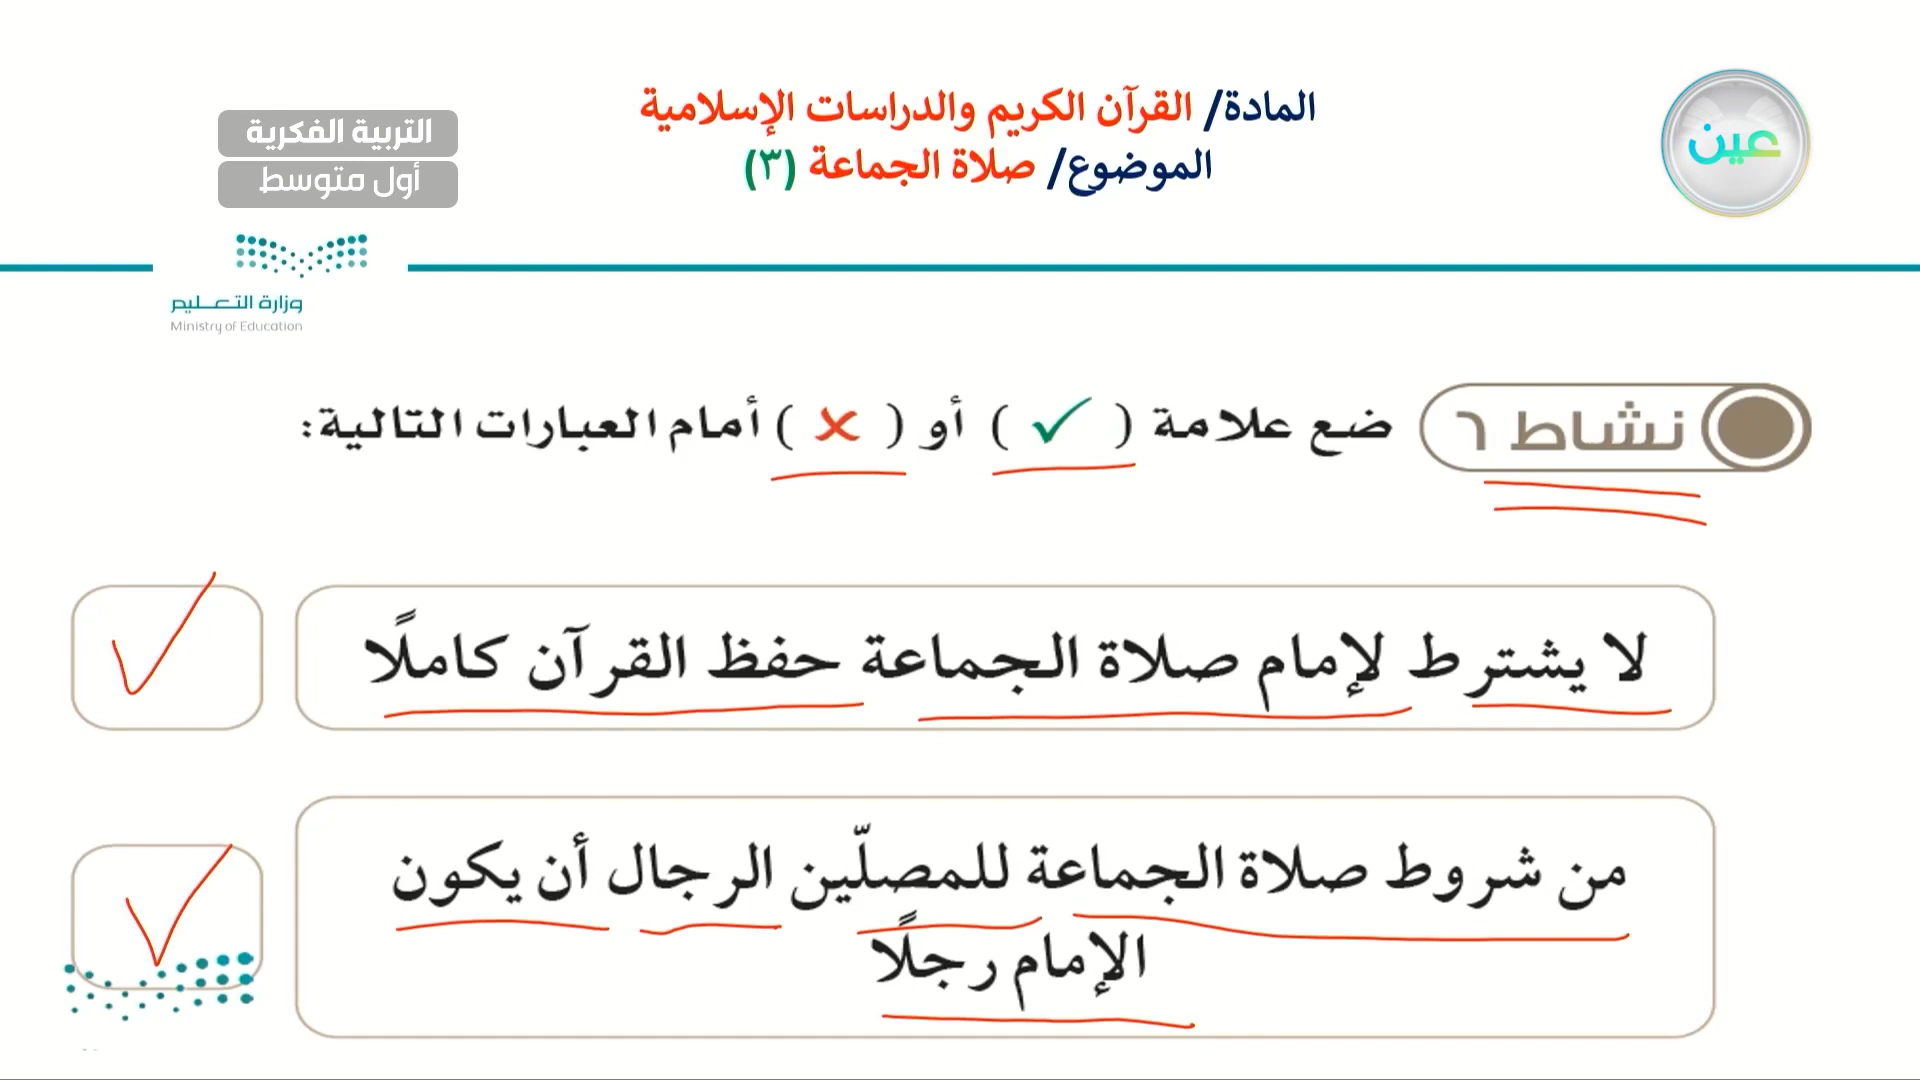 عين
المادة/ القرآن الكريم والدراسات الإسلامية
الموضوع/ صلاة الجماعة (٣)
التربية الفكرية
أول متوسط
وزارة التعليم
Ministry of Education
نشاط ٦
ضع علامة ( ✓ ) أو ( ✗ ) أمام العبارات التالية:
لا يشترط لإمام صلاة الجماعة حفظ القرآن كاملًا
✓
من شروط صلاة الجماعة للمصلّين الرجال أن يكون
الإمام رجلًا
✓